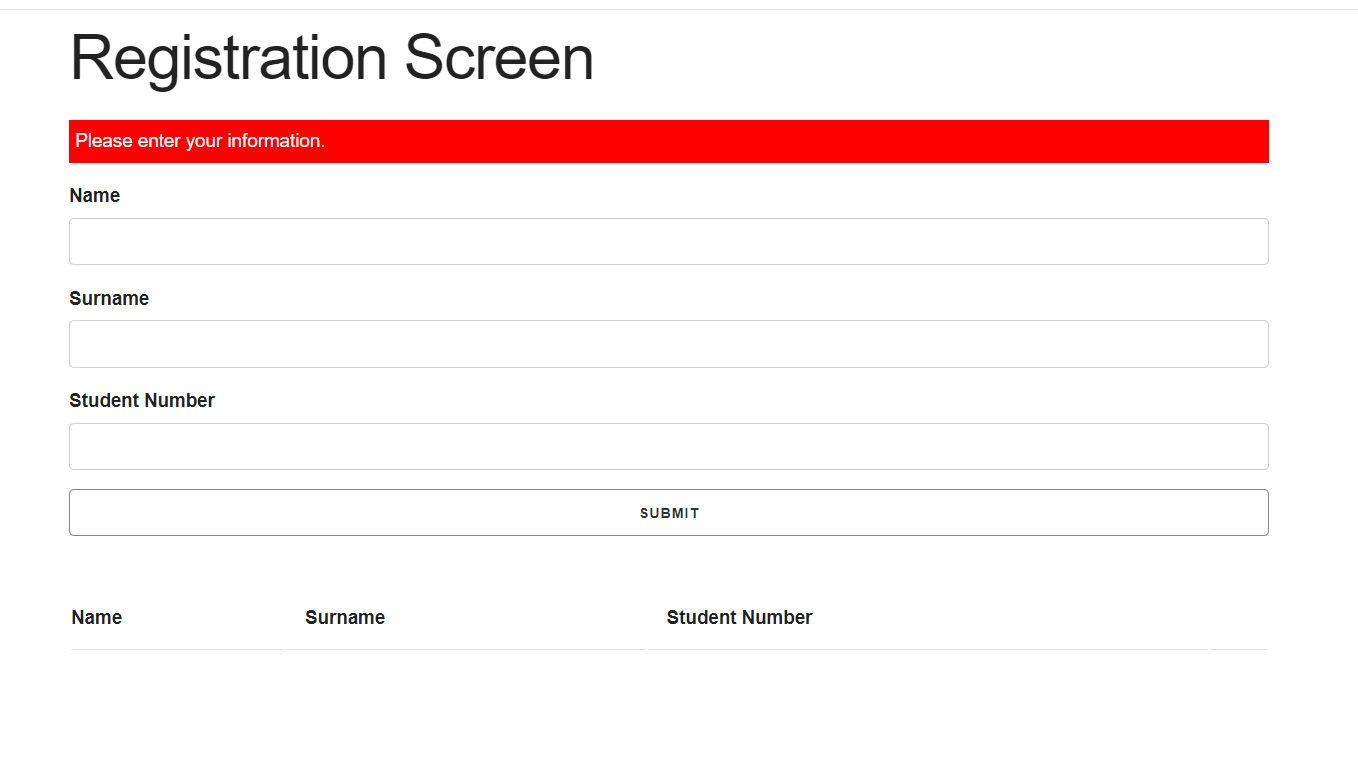 Registration Screen
Please enter your information.
Name
Surname
Student Number
SUBMIT
Name Surname Student Number